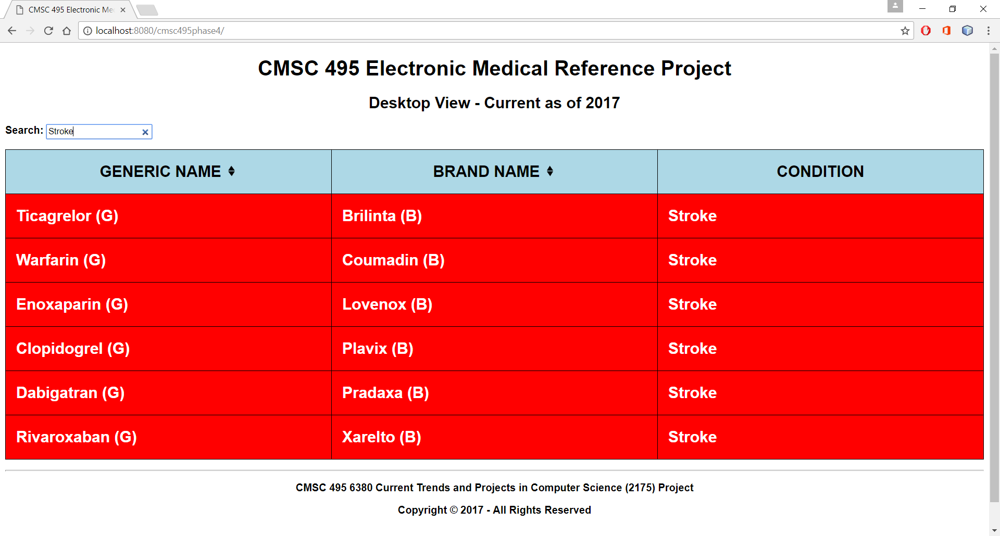 CMSC 495 Electronic Me
localhost:8080/cmsc495phase4/
CMSC 495 Electronic Medical Reference Project
Desktop View - Current as of 2017
Search: Stroke
GENERIC NAME BRAND NAME CONDITION
Ticagrelor (G) Brilinta (B) Stroke
Warfarin (G) Coumadin (B) Stroke
Enoxaparin (G) Lovenox (B) Stroke
Clopidogrel (G) Plavix (B) Stroke
Dabigatran (G) Pradaxa (B) Stroke
Rivaroxaban (G) Xarelto (B) Stroke
CMSC 495 6380 Current Trends and Projects in Computer Science (2175) Project
Copyright © 2017 - All Rights Reserved